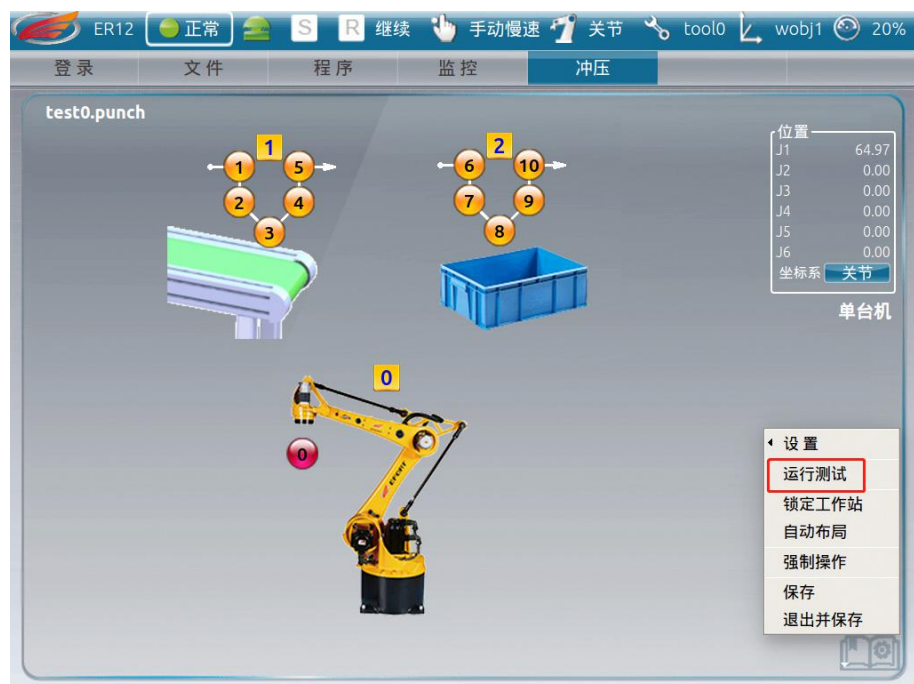 ER12 正常 S R 继续 手动慢速 关节 tool0 wobj1 20%
登录 文件 程序 监控 冲压
test0.punch
位置
J1 64.97
J2 0.00
J3 0.00
J4 0.00
J5 0.00
J6 0.00
坐标系 关节
单台机
1
1 5
2 4
3
2
6 10
7 9
8
0
0
EFORT
设置
运行测试
锁定工作站
自动布局
强制操作
保存
退出并保存